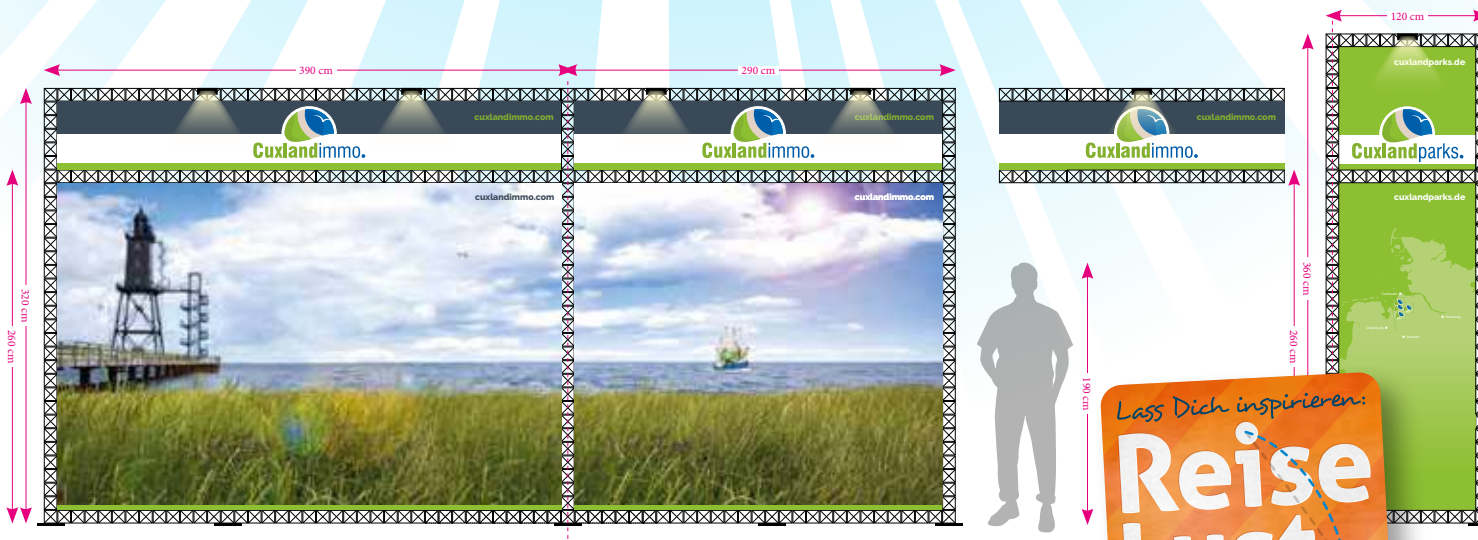 120 cm
390 cm
290 cm
cuxlandparks.de
cuxlandimmo.com
cuxlandimmo.com
cuxlandimmo.com
Cuxlandimmo.
Cuxlandimmo.
Cuxlandimmo.
Cuxlandparks.
cuxlandimmo.com
cuxlandimmo.com
cuxlandparks.de
320 cm
260 cm
360 cm
260 cm
190 cm
Lass Dich inspirieren:
Reise
Lust